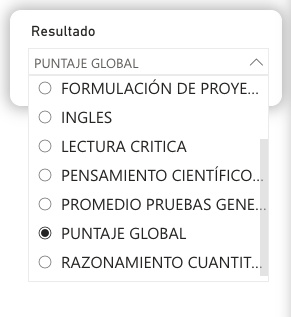 Resultado
PUNTAJE GLOBAL
FORMULACIÓN DE PROYE...
INGLES
LECTURA CRITICA
PENSAMIENTO CIENTÍFICO...
PROMEDIO PRUEBAS GENE...
PUNTAJE GLOBAL
RAZONAMIENTO CUANTIT...